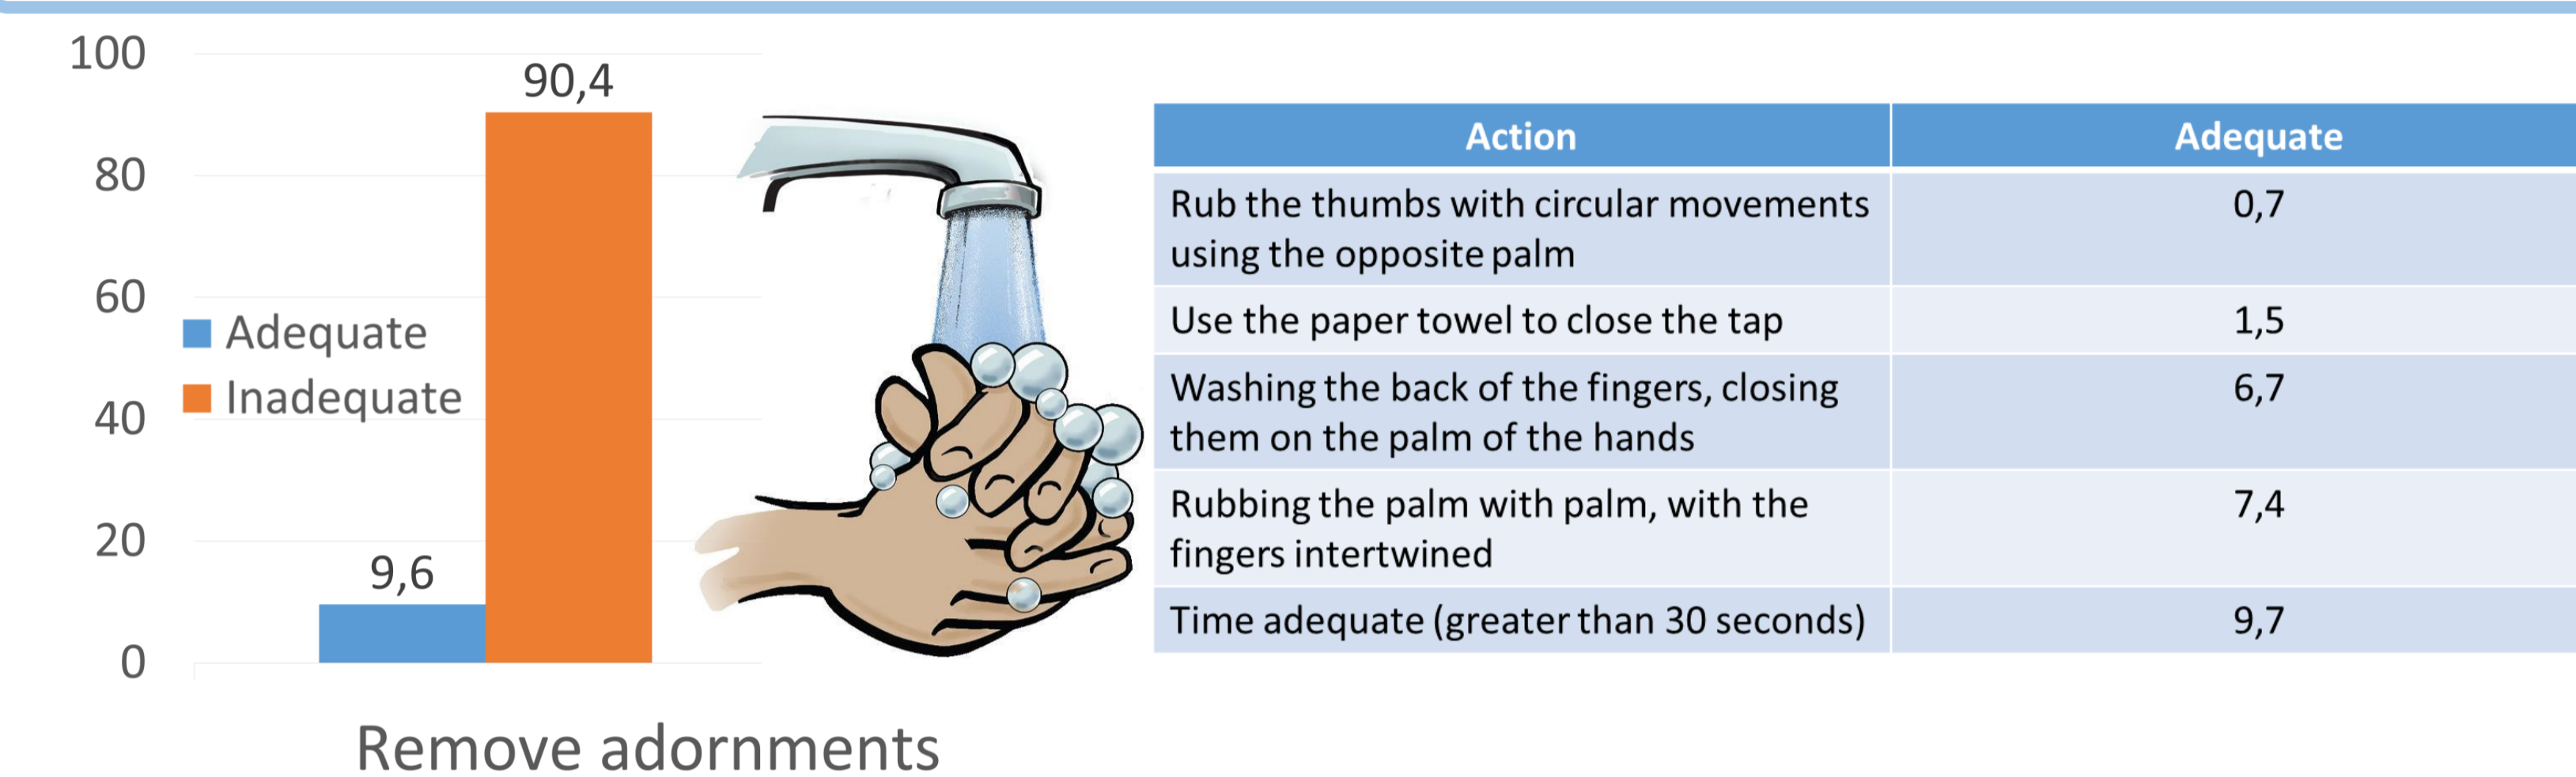 100
80
60
40
20
0
90,4
9,6
Adequate
Inadequate
Remove adornments
Action
Adequate
Rub the thumbs with circular movements
using the opposite palm
0,7
Use the paper towel to close the tap
1,5
Washing the back of the fingers, closing
them on the palm of the hands
6,7
Rubbing the palm with palm, with the
fingers intertwined
7,4
Time adequate (greater than 30 seconds)
9,7